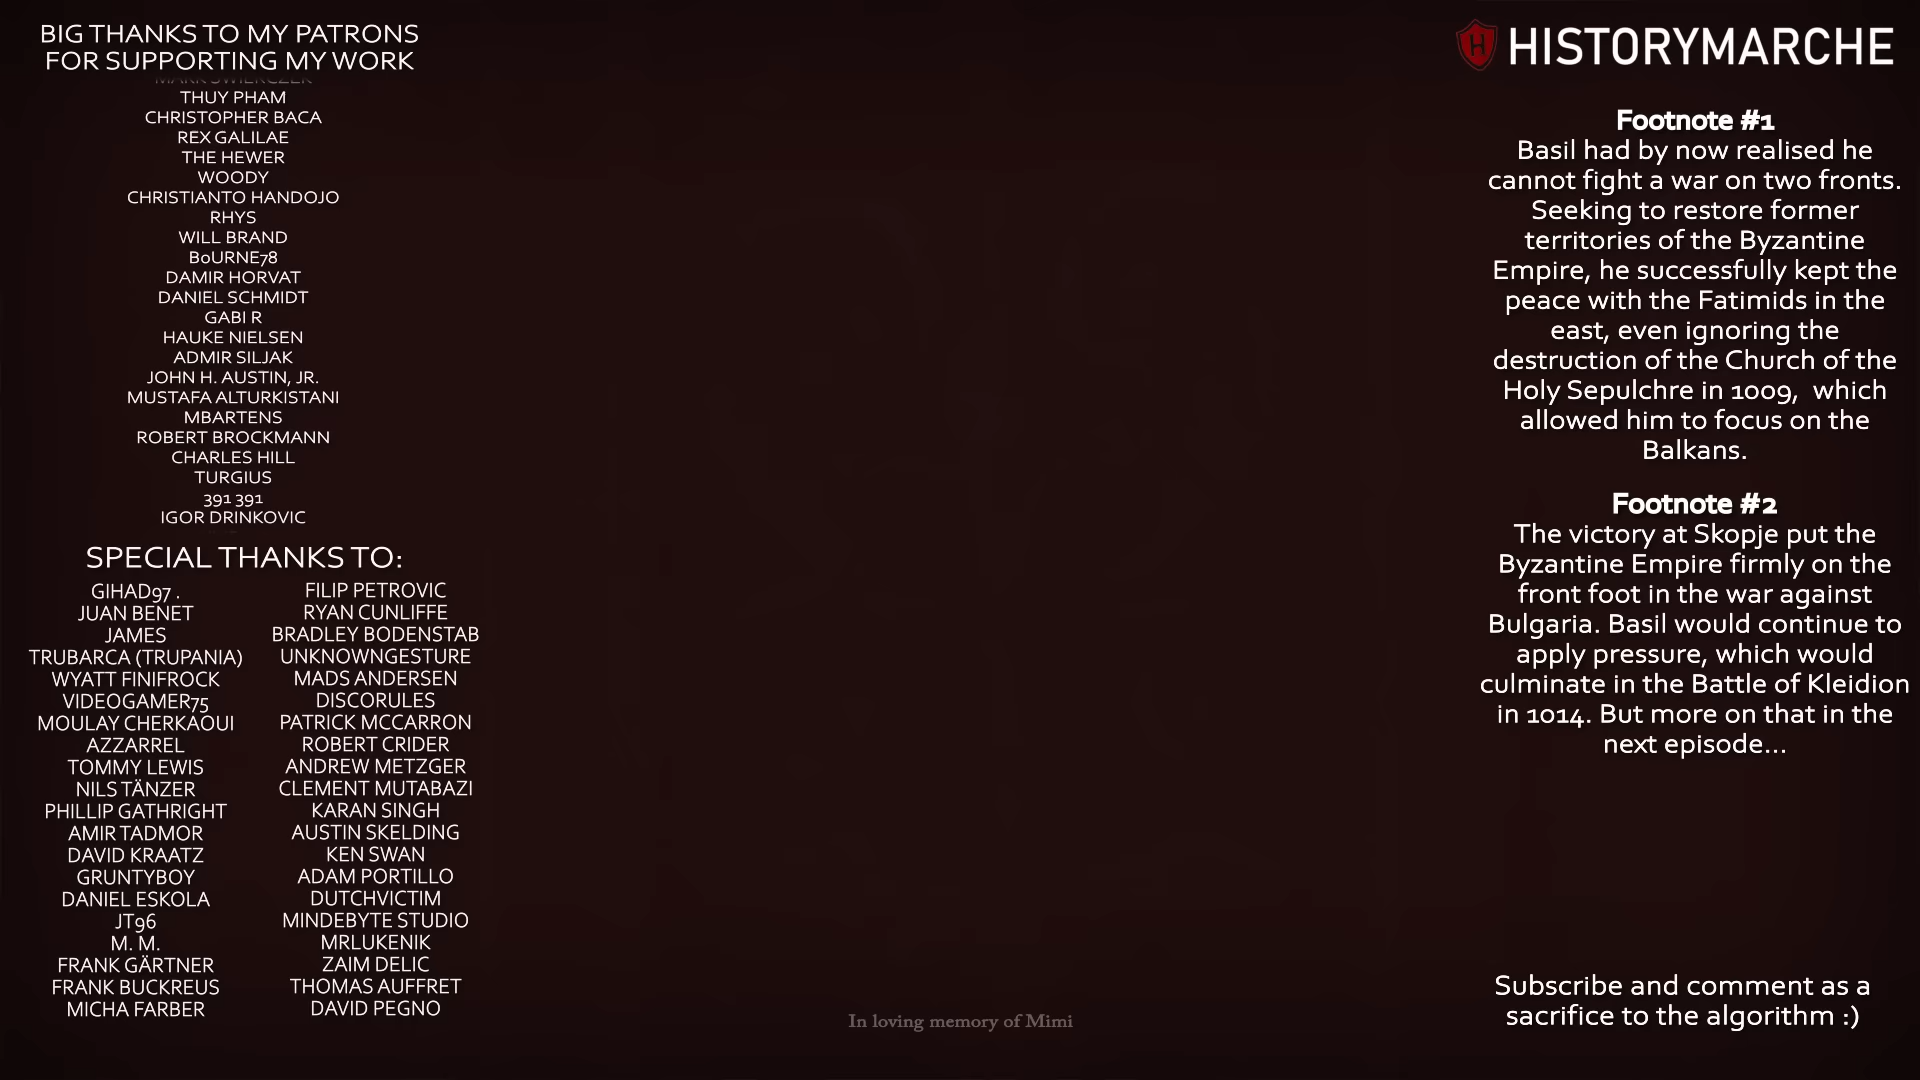 BIG THANKS TO MY PATRONS
FOR SUPPORTING MY WORK
MARK SWIERCZEK
THUY PHAM
CHRISTOPHER BACA
REX GALILAE
THE HEWER
WOODY
CHRISTIANTO HANDOJO
RHYS
WILL BRAND
B0URNE78
DAMIR HORVAT
DANIEL SCHMIDT
GABI R
HAUKE NIELSEN
ADMIR SILJAK
JOHN H. AUSTIN, JR.
MUSTAFA ALTURKISTANI
MBARTENS
ROBERT BROCKMANN
CHARLES HILL
TURGIUS
391 391
IGOR DRINKOVIC
SPECIAL THANKS TO:
GIHAD97 .
JUAN BENET
JAMES
TRUBARCA (TRUPANIA)
WYATT FINIFROCK
VIDEOGAMER75
MOULAY CHERKAOUI
AZZARREL
TOMMY LEWIS
NILS TÄNZER
PHILLIP GATHRIGHT
AMIR TADMOR
DAVID KRAATZ
GRUNTYBOY
DANIEL ESKOLA
JT96
M. M.
FRANK GÄRTNER
FRANK BUCKREUS
MICHA FARBER
FILIP PETROVIC
RYAN CUNLIFFE
BRADLEY BODENSTAB
UNKNOWNGESTURE
MADS ANDERSEN
DISCORULES
PATRICK MCCARRON
ROBERT CRIDER
ANDREW METZGER
CLEMENT MUTABAZI
KARAN SINGH
AUSTIN SKELDING
KEN SWAN
ADAM PORTILLO
DUTCHVICTIM
MINDEBYTE STUDIO
MRLUKENIK
ZAIM DELIC
THOMAS AUFFRET
DAVID PEGNO
In loving memory of Mimi
H HISTORYMARCHE
Footnote #1
Basil had by now realised he
cannot fight a war on two fronts.
Seeking to restore former
territories of the Byzantine
Empire, he successfully kept the
peace with the Fatimids in the
east, even ignoring the
destruction of the Church of the
Holy Sepulchre in 1009, which
allowed him to focus on the
Balkans.
Footnote #2
The victory at Skopje put the
Byzantine Empire firmly on the
front foot in the war against
Bulgaria. Basil would continue to
apply pressure, which would
culminate in the Battle of Kleidion
in 1014. But more on that in the
next episode...
Subscribe and comment as a
sacrifice to the algorithm :)